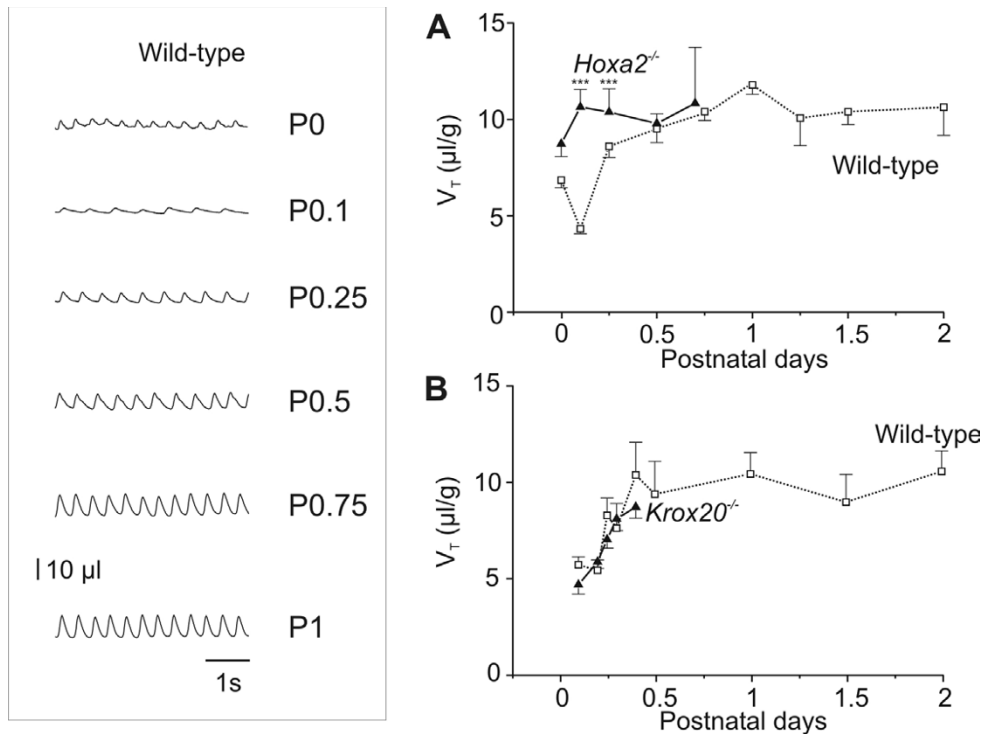 Wild-type
P0
P0.1
P0.25
P0.5
P0.75
10 µl
P1
1s
A
15
10
5
0
V_T (µl/g)
Hoxa2^-/-
*** ***
Wild-type
0 0.5 1 1.5 2
Postnatal days
B
15
10
5
0
V_T (µl/g)
Wild-type
Krox20^-/-
0 0.5 1 1.5 2
Postnatal days